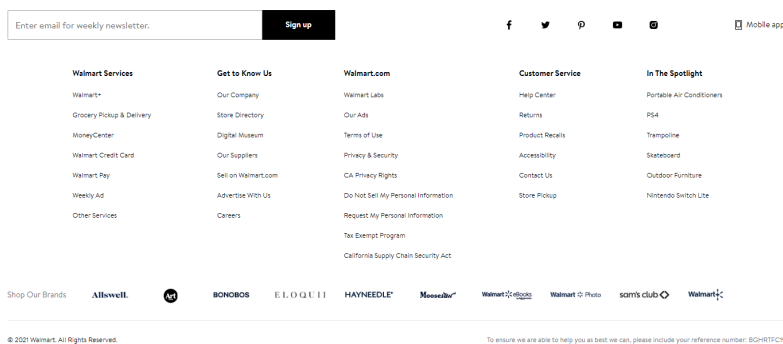 Enter email for weekly newsletter.
Sign up
Mobile app
Walmart Services
Walmart+
Grocery Pickup & Delivery
MoneyCenter
Walmart Credit Card
Walmart Pay
Weekly Ad
Other Services
Get to Know Us
Our Company
Store Directory
Digital Museum
Our Suppliers
Sell on Walmart.com
Advertise With Us
Careers
Walmart.com
Walmart Labs
Our Ads
Terms of Use
Privacy & Security
CA Privacy Rights
Do Not Sell My Personal Information
Request My Personal Information
Tax Exempt Program
California Supply Chain Security Act
Customer Service
Help Center
Returns
Product Recalls
Accessibility
Contact Us
Store Pickup
In The Spotlight
Portable Air Conditioners
PS4
Trampoline
Skateboard
Outdoor Furniture
Nintendo Switch Lite
Shop Our Brands
Allswell.
Art
BONOBOS
ELOQUII
HAYNEEDLE
Moosejaw
Walmart eBooks
Walmart Photo
sam's club
Walmart
© 2021 Walmart. All Rights Reserved.
To ensure we are able to help you as best we can, please include your reference number: